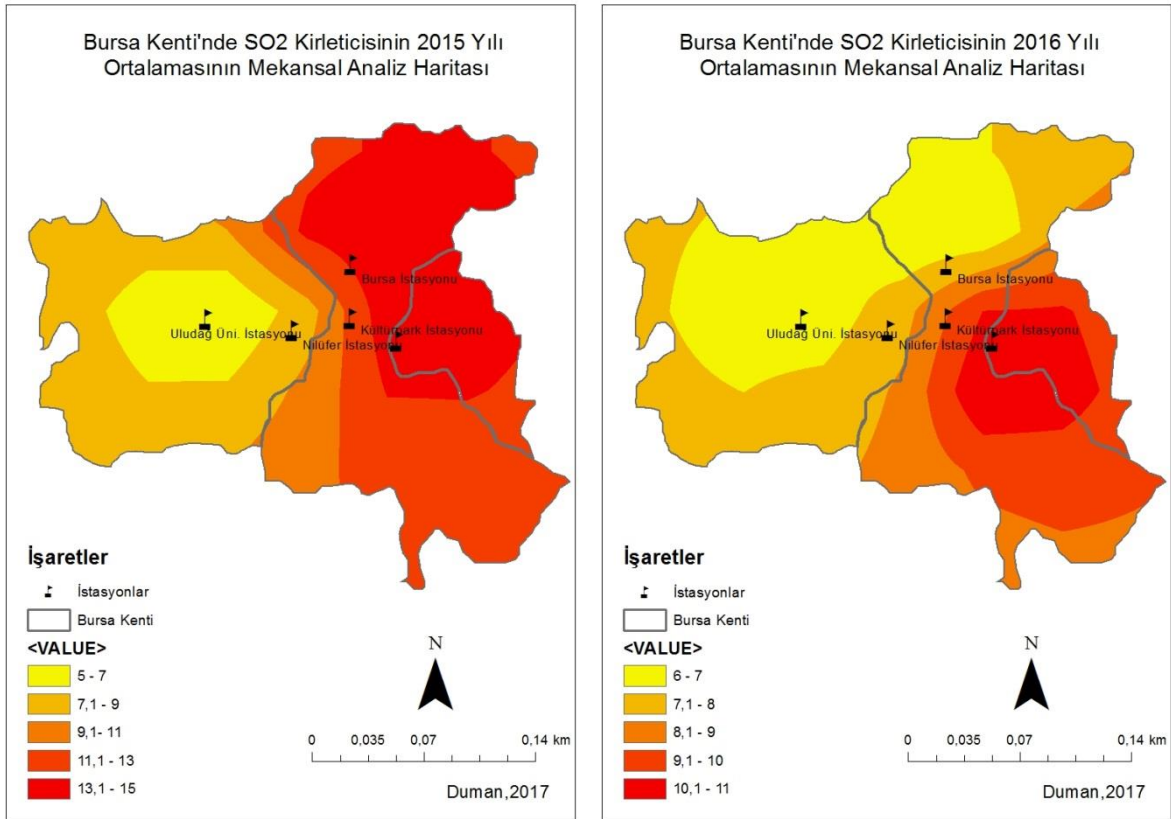 Bursa Kenti'nde SO2 Kirleticisinin 2015 Yılı
Ortalamasının Mekansal Analiz Haritası
Bursa İstasyonu
Kültürpark İstasyonu
Uludağ Üni. İstasyonu
Nilüfer İstasyonu
İşaretler
İstasyonlar
Bursa Kenti
<VALUE>
5 - 7
7,1 - 9
9,1 - 11
11,1 - 13
13,1 - 15
N
0 0,035 0,07 0,14 km
Duman,2017
Bursa Kenti'nde SO2 Kirleticisinin 2016 Yılı
Ortalamasının Mekansal Analiz Haritası
Bursa İstasyonu
Kültürpark İstasyonu
Uludağ Üni. İstasyonu
Nilüfer İstasyonu
İşaretler
İstasyonlar
Bursa Kenti
<VALUE>
6 - 7
7,1 - 8
8,1 - 9
9,1 - 10
10,1 - 11
N
0 0,035 0,07 0,14 km
Duman,2017